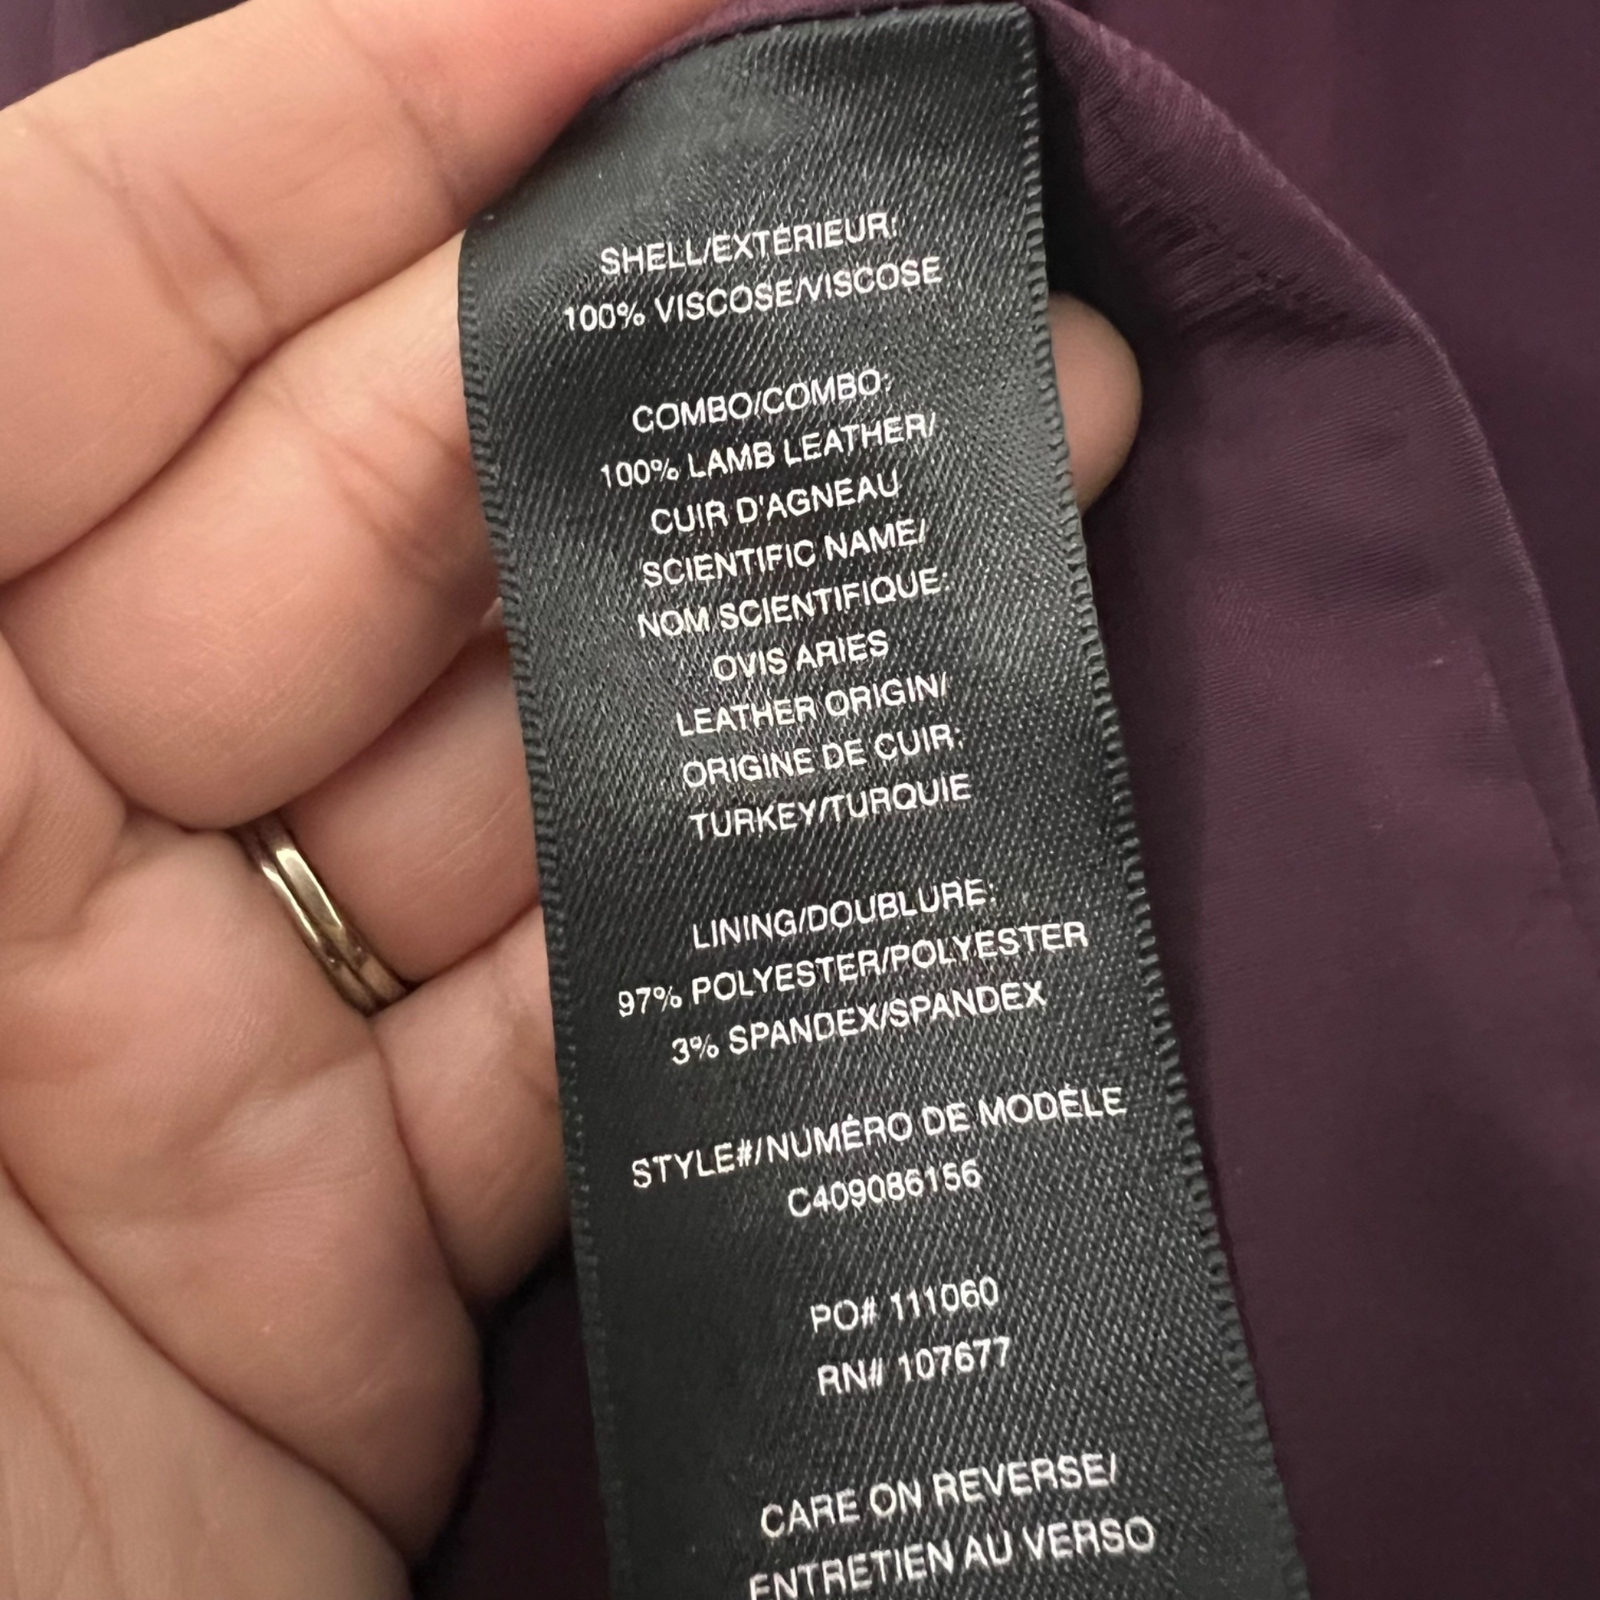 SHELL/EXTÉRIEUR:
100% VISCOSE/VISCOSE
COMBO/COMBO:
100% LAMB LEATHER/
CUIR D'AGNEAU
SCIENTIFIC NAME/
NOM SCIENTIFIQUE:
OVIS ARIES
LEATHER ORIGIN/
ORIGINE DE CUIR:
TURKEY/TURQUIE
LINING/DOUBLURE:
97% POLYESTER/POLYESTER
3% SPANDEX/SPANDEX
STYLE#/NUMÉRO DE MODÈLE
C409086156
PO# 111060
RN# 107677
CARE ON REVERSE/
ENTRETIEN AU VERSO